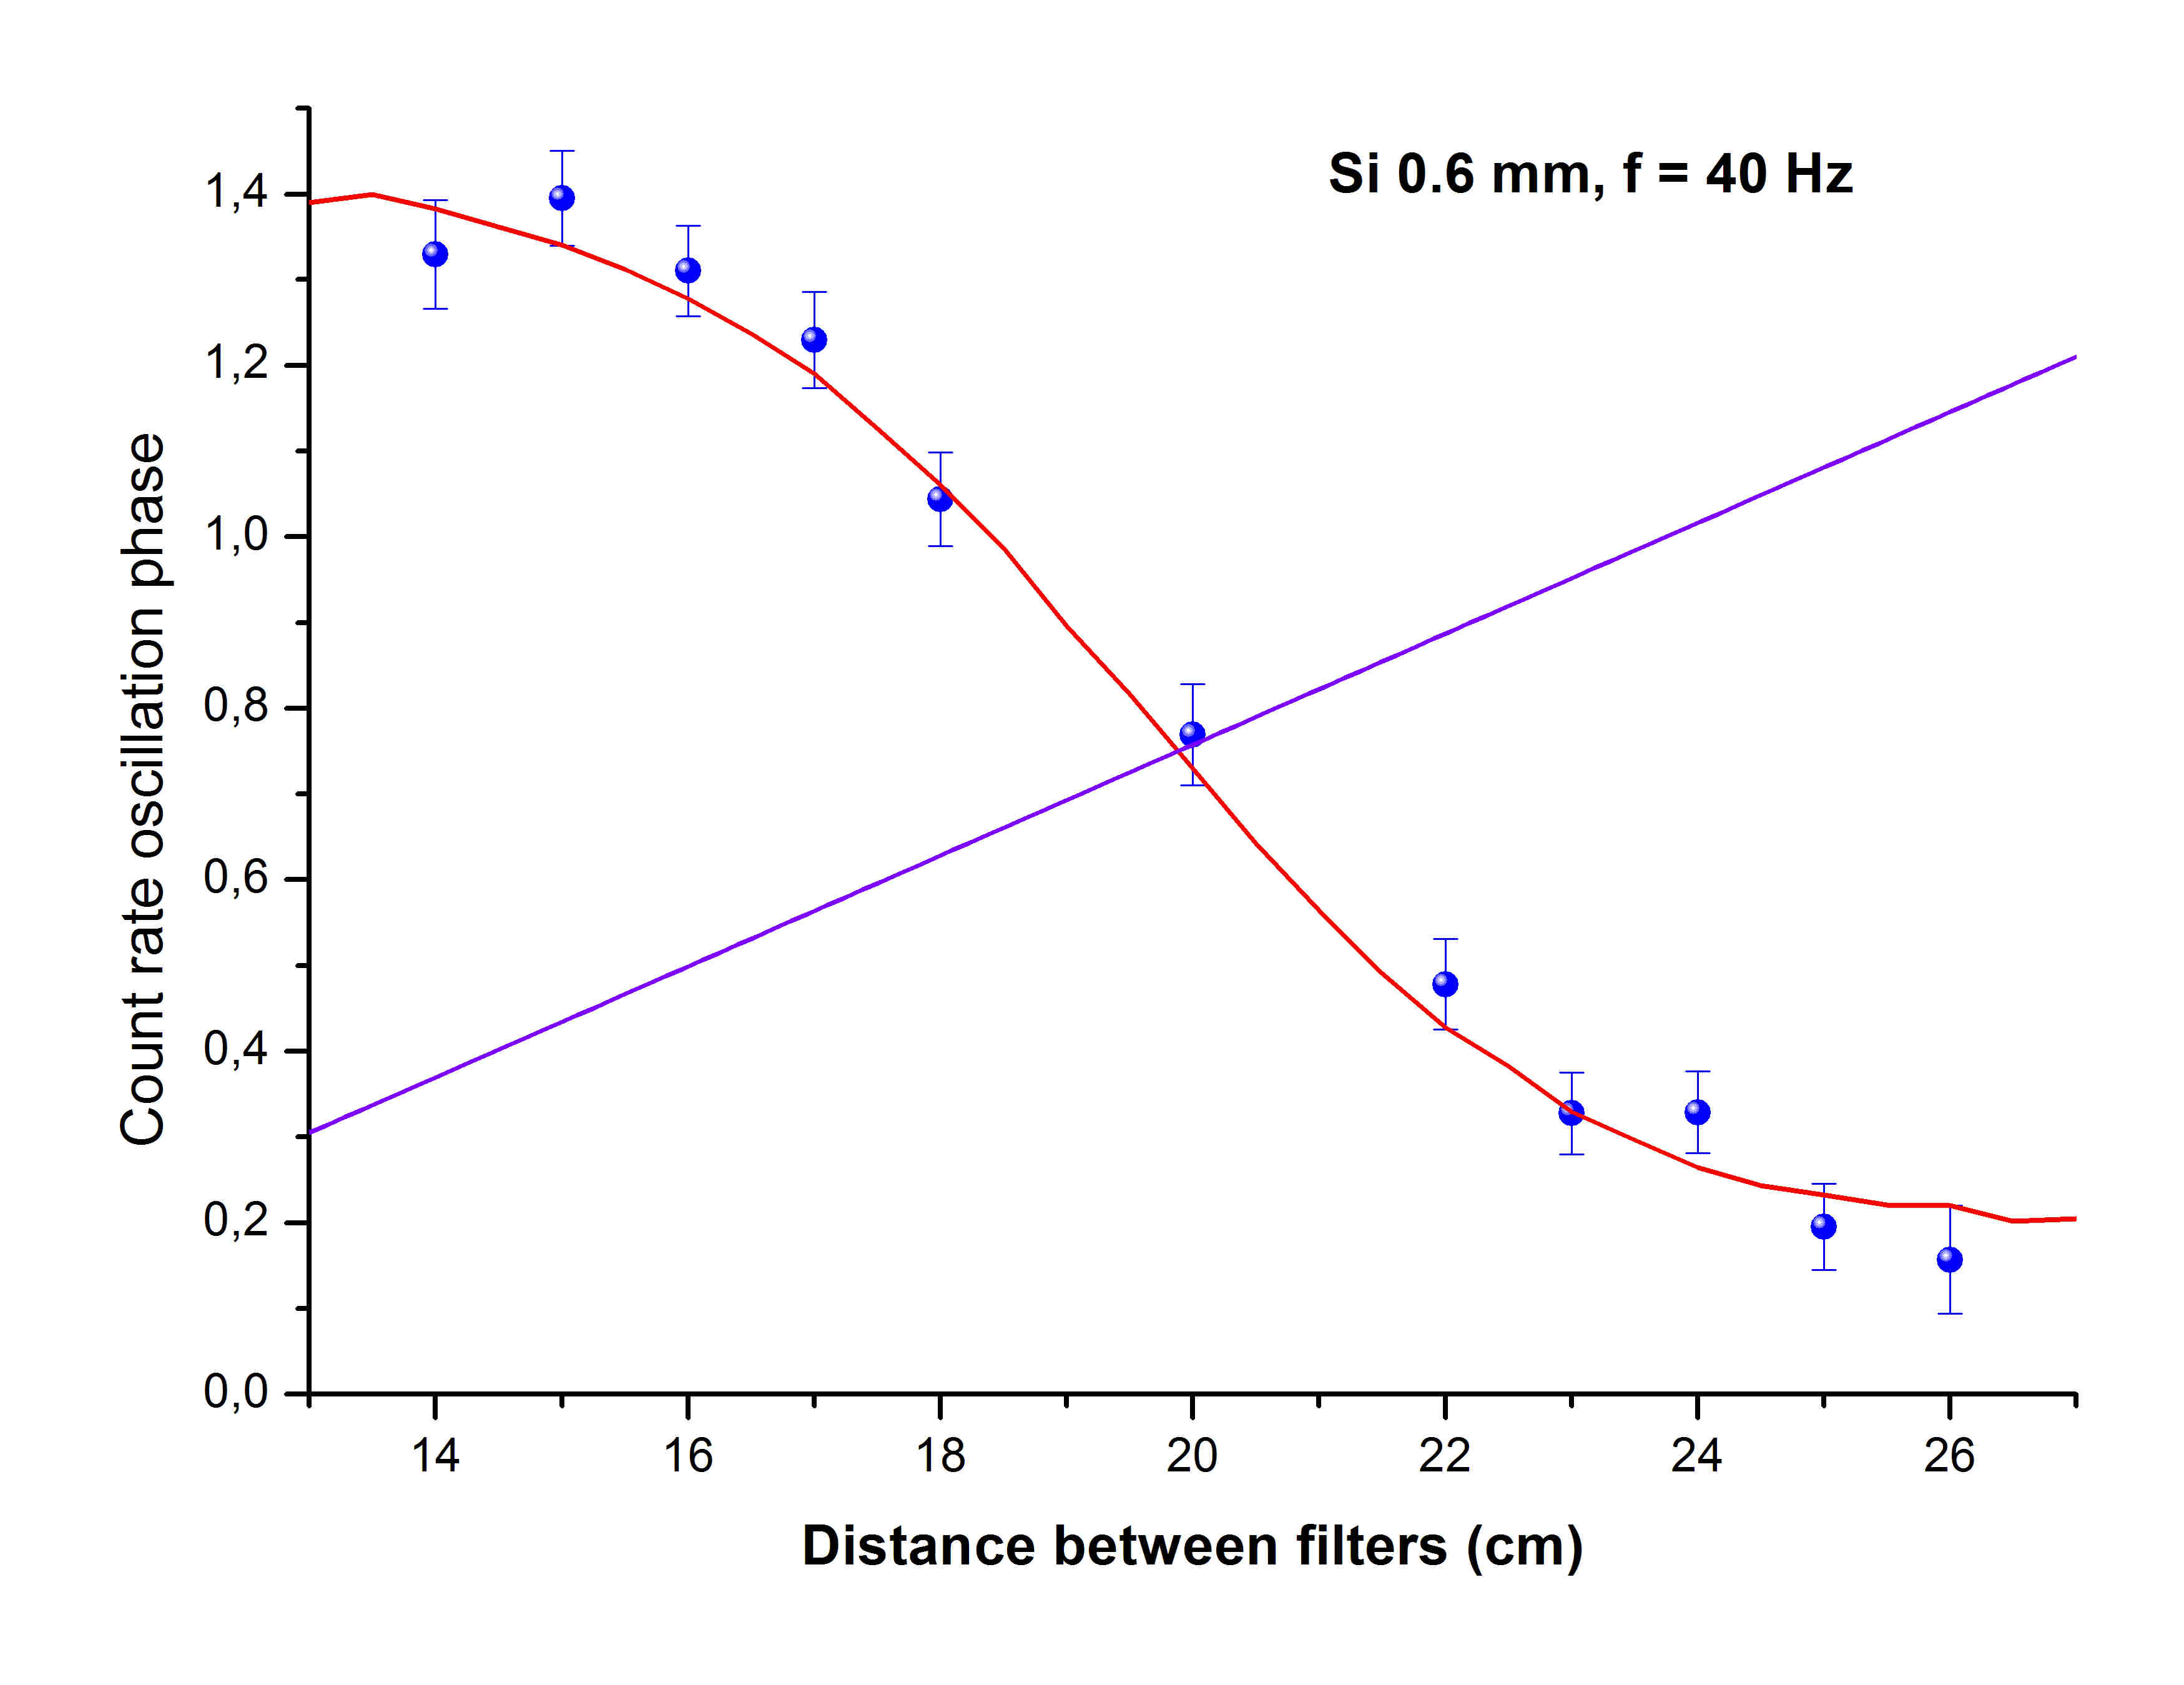 Si 0.6 mm, f = 40 Hz
Count rate oscillation phase
1,4
1,2
1,0
0,8
0,6
0,4
0,2
0,0
14 16 18 20 22 24 26
Distance between filters (cm)